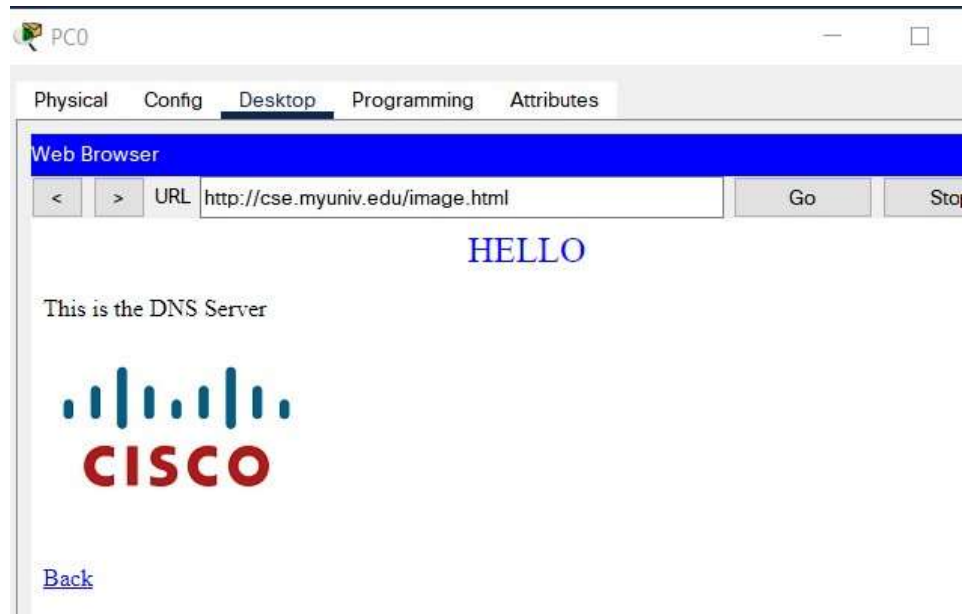 PC0
Physical Config Desktop Programming Attributes
Web Browser
< > URL http://cse.myuniv.edu/image.html Go Stop
HELLO
This is the DNS Server
CISCO
Back